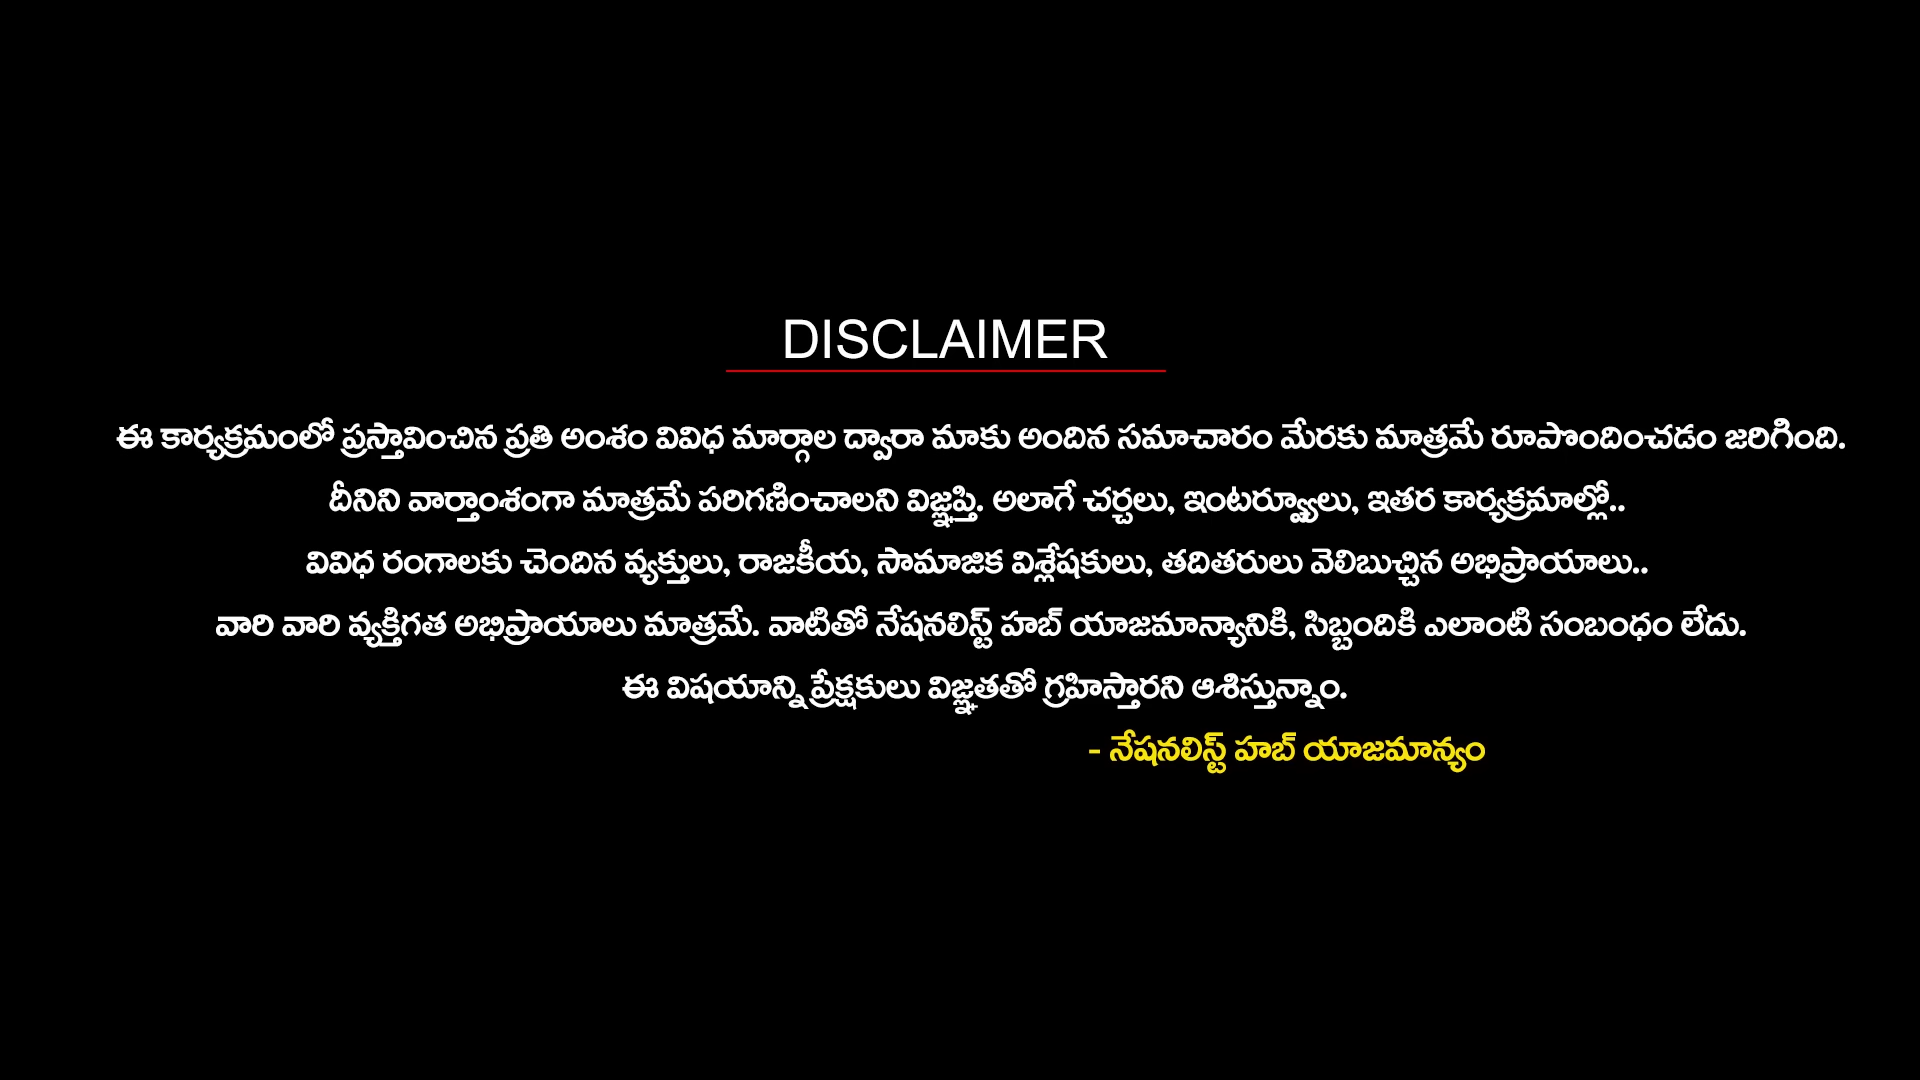 DISCLAIMER
ఈ కార్యక్రమంలో ప్రస్తావించిన ప్రతి అంశం వివిధ మార్గాల ద్వారా మాకు అందిన సమాచారం మేరకు మాత్రమే రూపొందించడం జరిగింది.
దీనిని వార్తాంశంగా మాత్రమే పరిగణించాలని విజ్ఞప్తి. అలాగే చర్చలు, ఇంటర్వ్యూలు, ఇతర కార్యక్రమాల్లో..
వివిధ రంగాలకు చెందిన వ్యక్తులు, రాజకీయ, సామాజిక విశ్లేషకులు, తదితరులు వెలిబుచ్చిన అభిప్రాయాలు..
వారి వారి వ్యక్తిగత అభిప్రాయాలు మాత్రమే. వాటితో నేషనలిస్ట్ హబ్ యాజమాన్యానికి, సిబ్బందికి ఎలాంటి సంబంధం లేదు.
ఈ విషయాన్ని ప్రేక్షకులు విజ్ఞతతో గ్రహిస్తారని ఆశిస్తున్నాం.
- నేషనలిస్ట్ హబ్ యాజమాన్యం